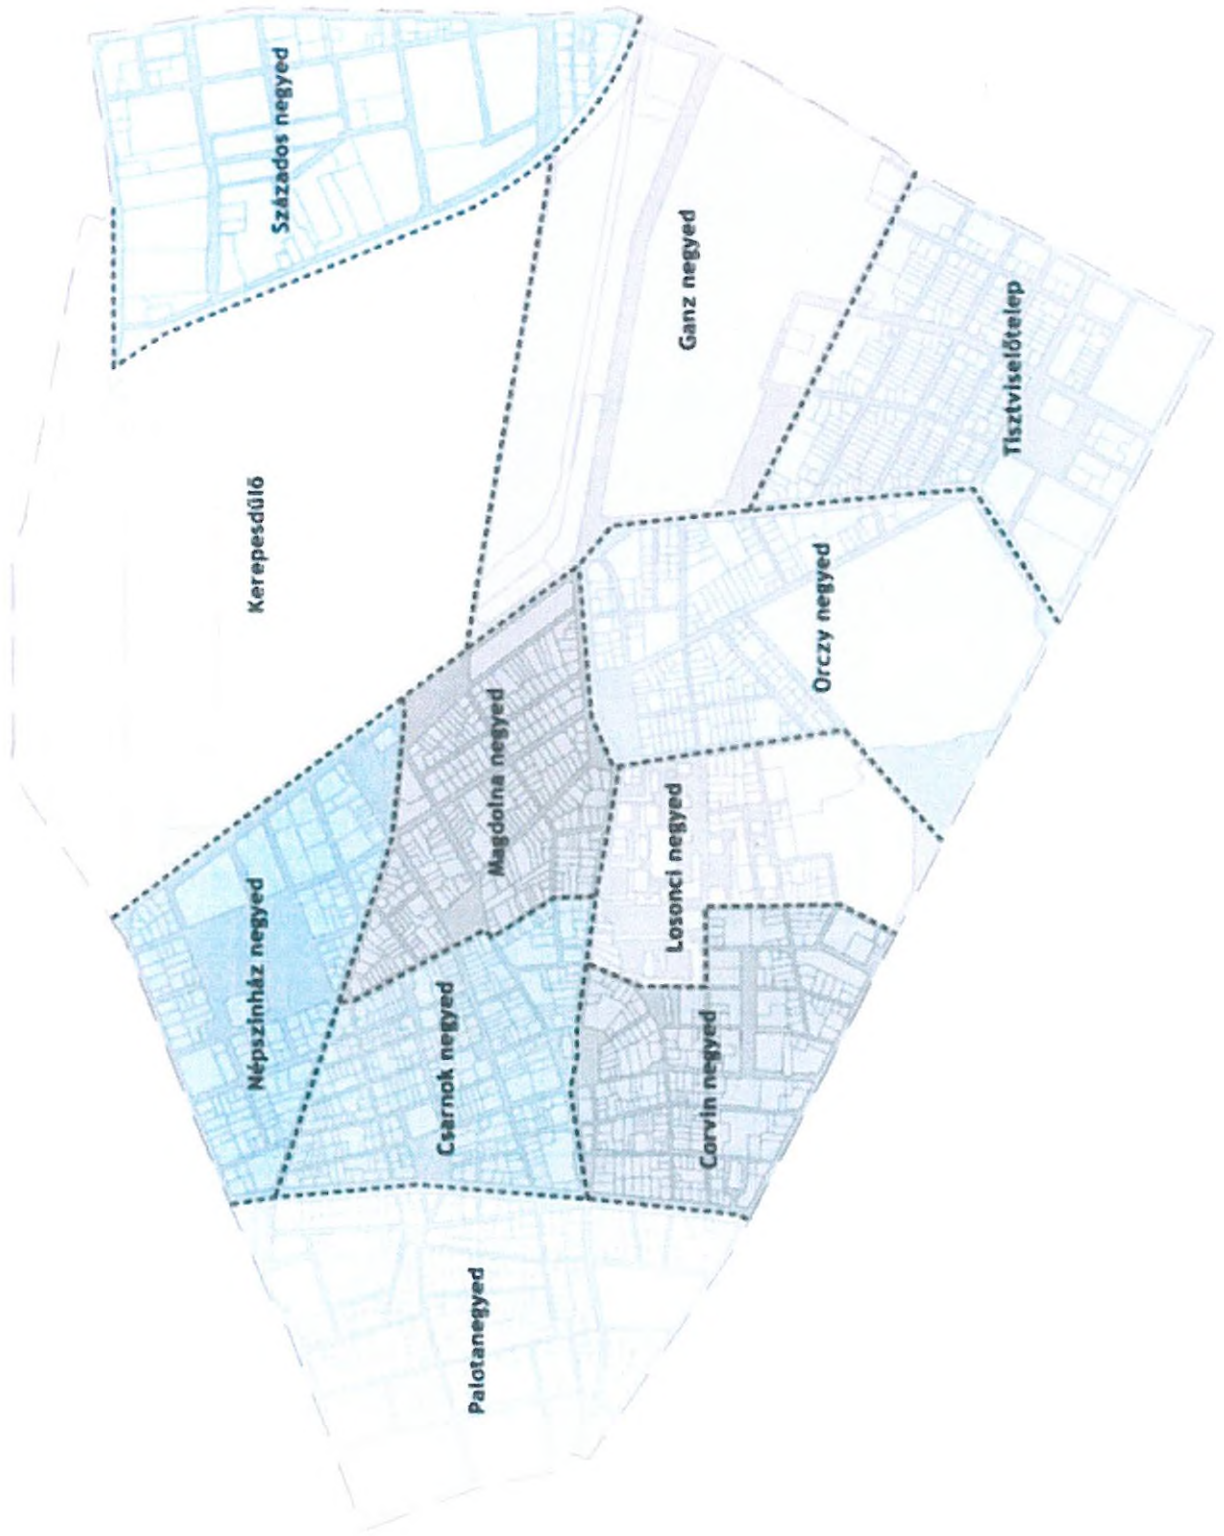 Palotanegyed
Népszínház negyed
Csarnok negyed
Corvin negyed
Magdolna negyed
Losonci negyed
Kerepesdűlő
Orczy negyed
Százados negyed
Ganz negyed
Tisztviselőtelep